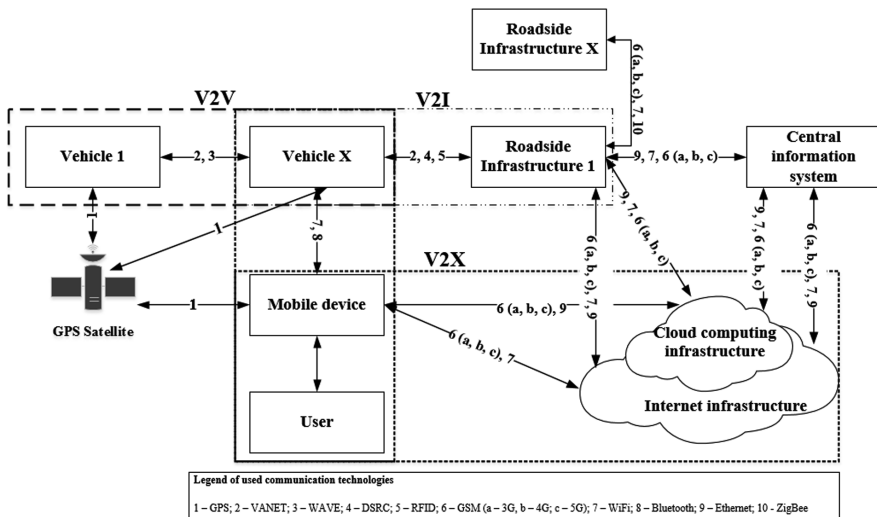 Roadside
Infrastructure X
6 (a, b, c), 7, 10
V2V
V2I
Vehicle 1
2, 3
Vehicle X
2, 4, 5
Roadside
Infrastructure 1
9, 7, 6 (a, b, c)
Central
information
system
1
1
7, 8
6 (a, b, c), 7, 9
9, 7, 6 (a, b, c)
9, 7, 6 (a, b, c)
6 (a, b, c), 7, 9
V2X
GPS Satellite
1
Mobile device
6 (a, b, c), 9
6 (a, b, c), 7
Cloud computing
infrastructure
Internet infrastructure
User
Legend of used communication technologies
1 – GPS; 2 – VANET; 3 – WAVE; 4 – DSRC; 5 – RFID; 6 – GSM (a – 3G, b – 4G; c – 5G); 7 – WiFi; 8 – Bluetooth; 9 – Ethernet; 10 - ZigBee